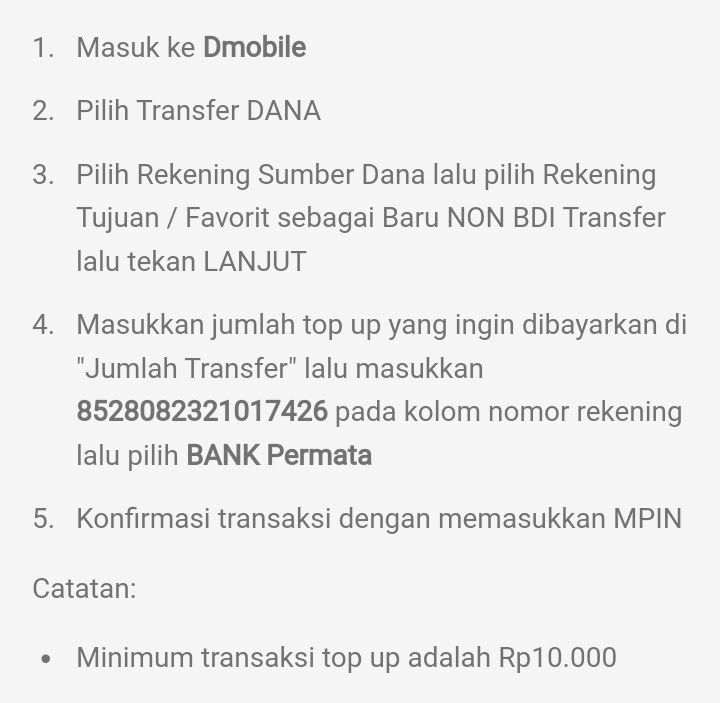 1. Masuk ke Dmobile
2. Pilih Transfer DANA
3. Pilih Rekening Sumber Dana lalu pilih Rekening
Tujuan / Favorit sebagai Baru NON BDI Transfer
lalu tekan LANJUT
4. Masukkan jumlah top up yang ingin dibayarkan di
"Jumlah Transfer" lalu masukkan
8528082321017426 pada kolom nomor rekening
lalu pilih BANK Permata
5. Konfirmasi transaksi dengan memasukkan MPIN
Catatan:
• Minimum transaksi top up adalah Rp10.000